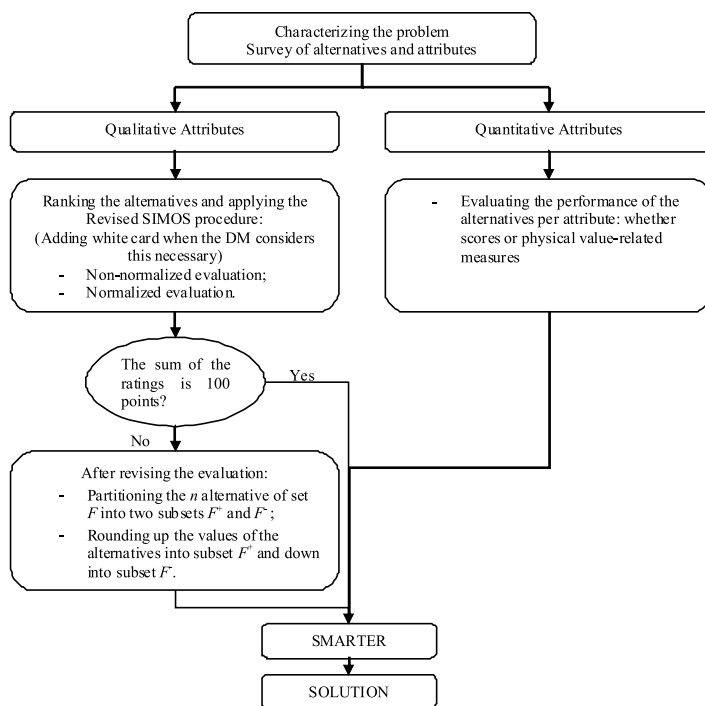 Characterizing the problem
Survey of alternatives and attributes
Qualitative Attributes
Quantitative Attributes
Ranking the alternatives and applying the
Revised SIMOS procedure:
(Adding white card when the DM considers
this necessary)
- Non-normalized evaluation;
- Normalized evaluation.
- Evaluating the performance of the
alternatives per attribute: whether
scores or physical value-related
measures
The sum of the
ratings is 100
points?
Yes
No
After revising the evaluation:
- Partitioning the n alternative of set
F into two subsets F+ and F-;
- Rounding up the values of the
alternatives into subset F+ and down
into subset F-.
SMARTER
SOLUTION